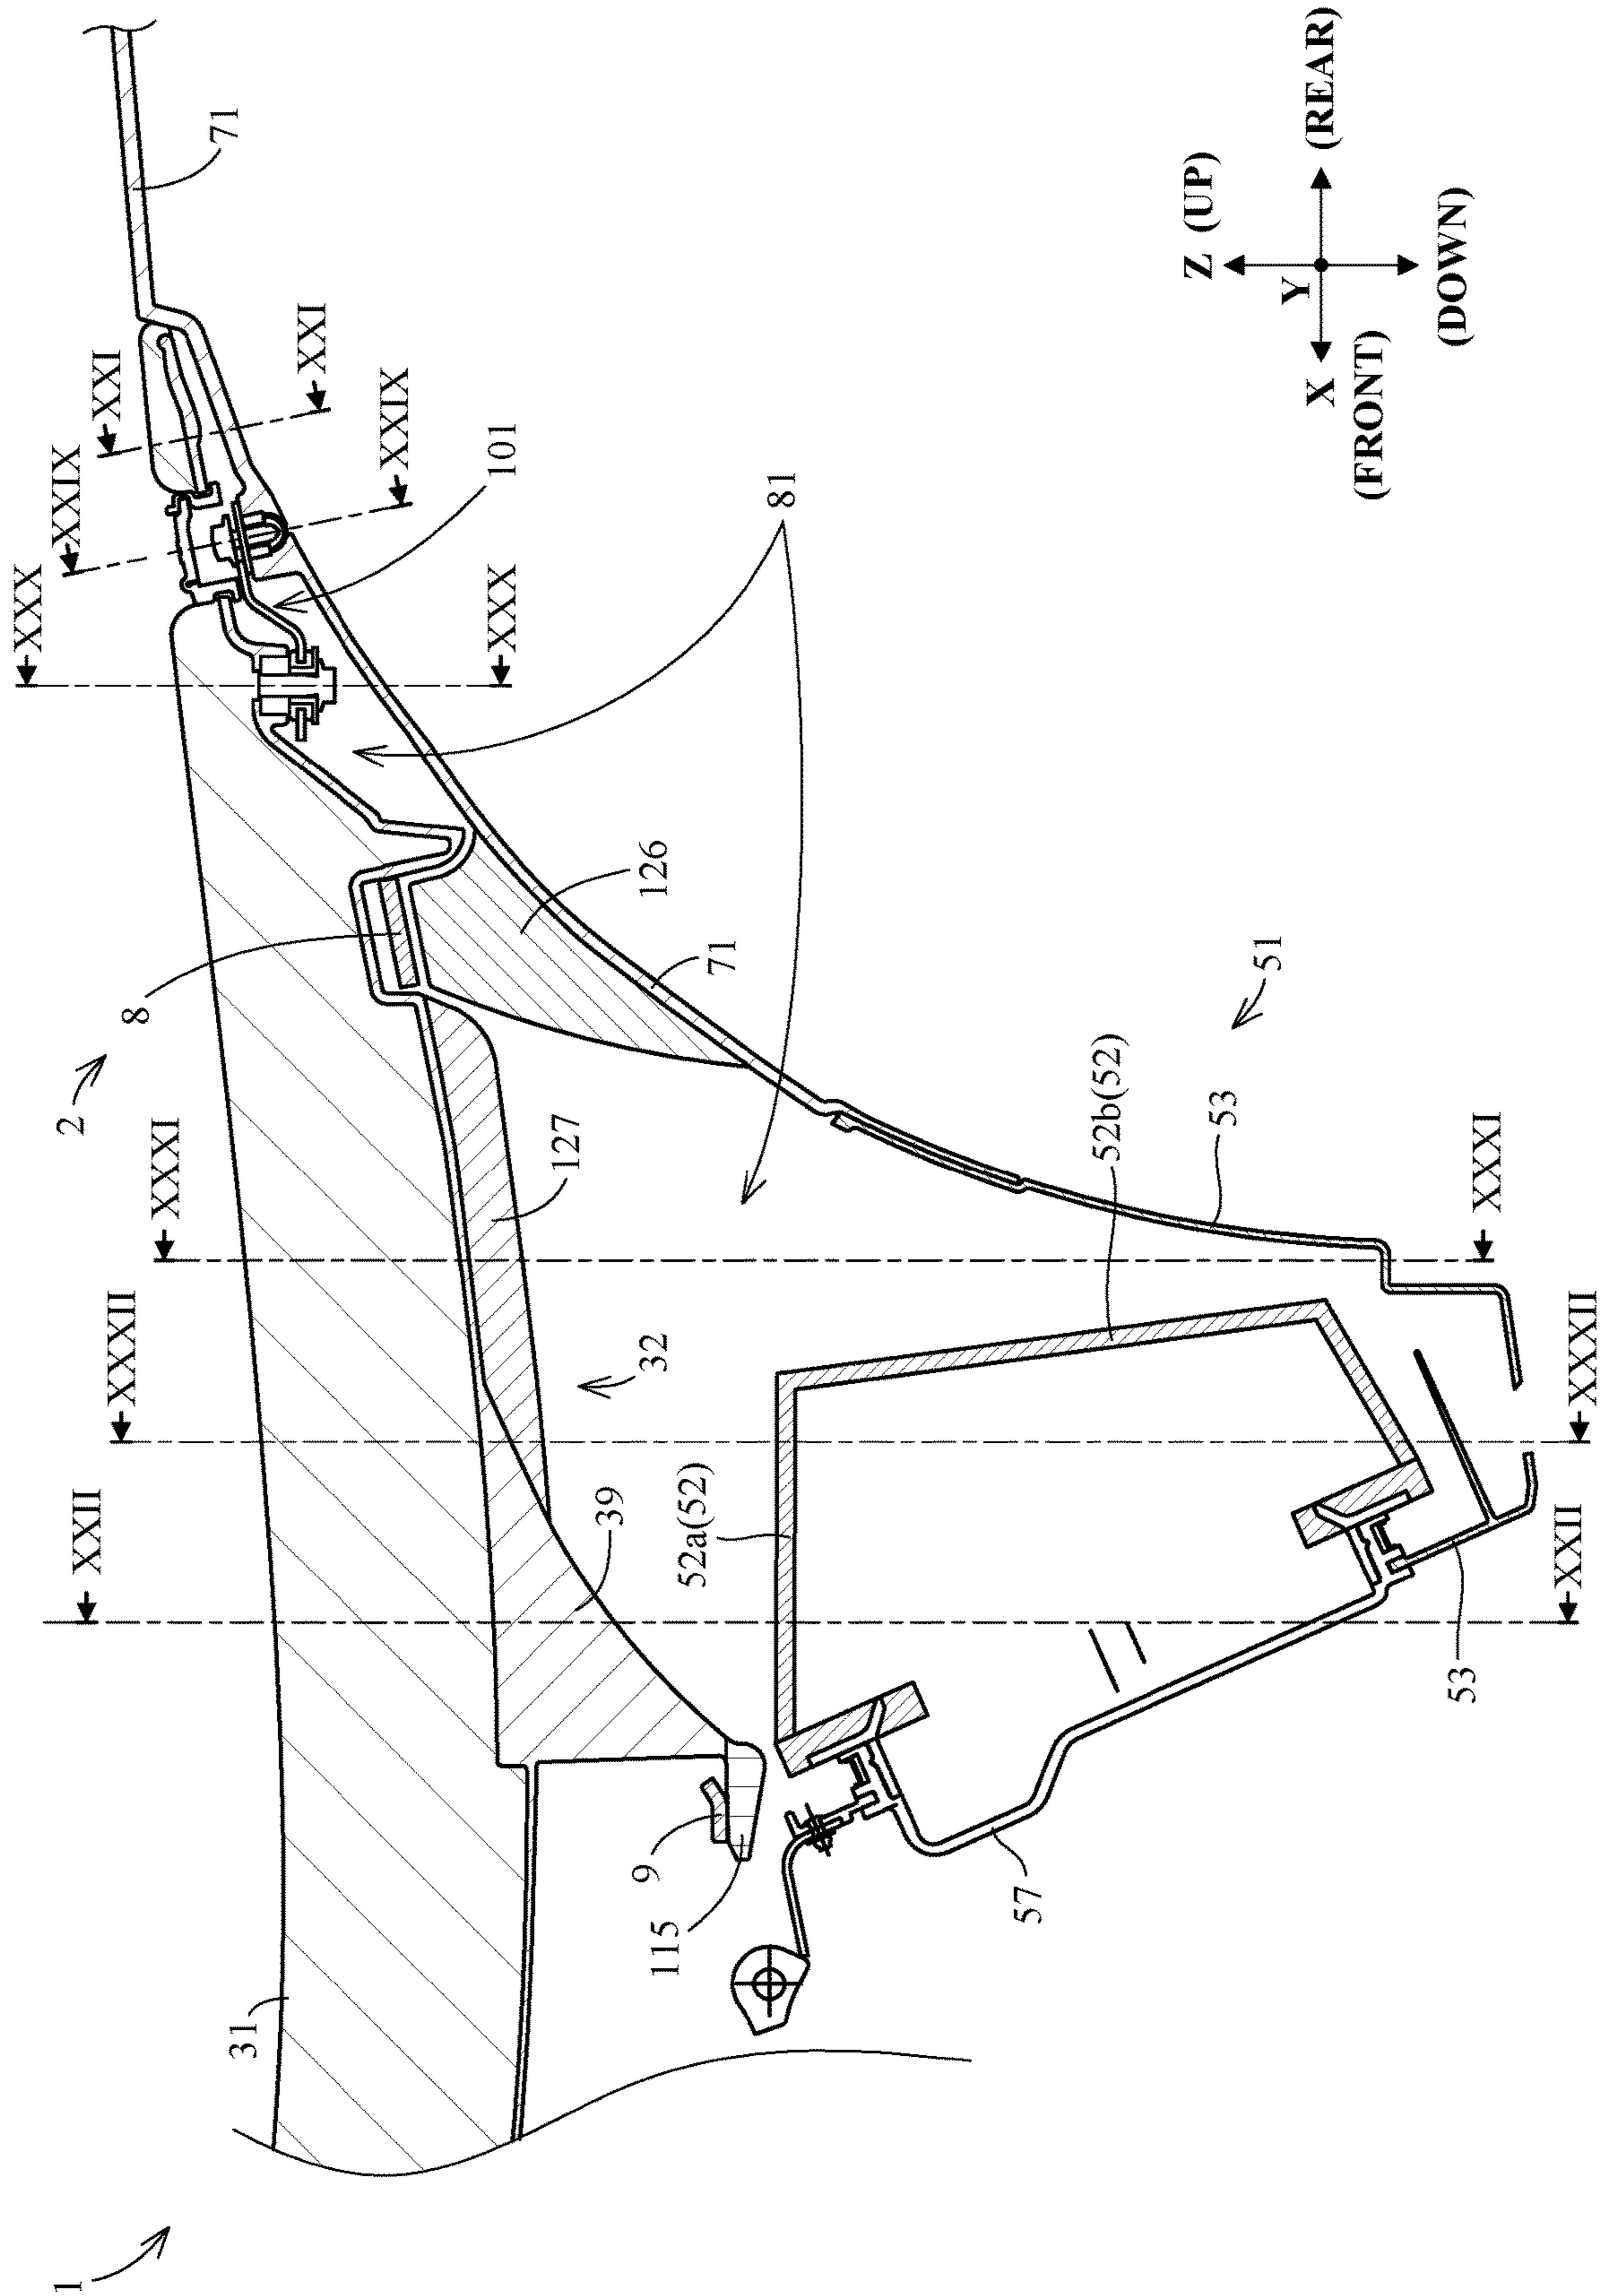 XXX
1
2
XXIX
XXII
XXI
XXXII
8
XXXI
71
31
XXI
XXIX
XXX
101
127
39
9
32
126
115
52a(52)
71
81
57
52b(52)
Z (UP)
53
51
Y
X
(REAR)
(FRONT)
(DOWN)
53
XXXI
XXII
XXXII